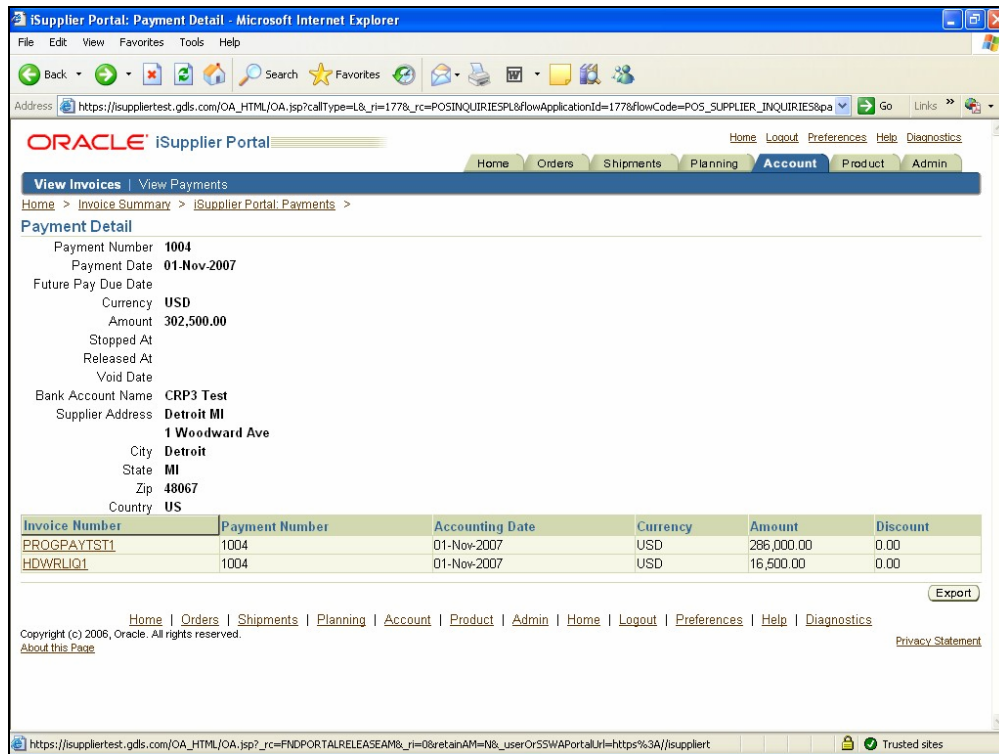 iSupplier Portal: Payment Detail - Microsoft Internet Explorer
File Edit View Favorites Tools Help
Back Search Favorites
Address https://isuppliertest.gdls.com/OA_HTML/OA.jsp?callType=L&_ri=177&_rc=POSINQUIRIESPL&flowApplicationId=177&flowCode=POS_SUPPLIER_INQUIRIES&pa Go Links »
ORACLE iSupplier Portal
Home Logout Preferences Help Diagnostics
Home Orders Shipments Planning Account Product Admin
View Invoices | View Payments
Home > Invoice Summary > iSupplier Portal: Payments >
Payment Detail
Payment Number 1004
Payment Date 01-Nov-2007
Future Pay Due Date
Currency USD
Amount 302,500.00
Stopped At
Released At
Void Date
Bank Account Name CRP3 Test
Supplier Address Detroit MI
1 Woodward Ave
City Detroit
State MI
Zip 48067
Country US
Invoice Number Payment Number Accounting Date Currency Amount Discount
PROGPAYTST1 1004 01-Nov-2007 USD 286,000.00 0.00
HDWRLIQ1 1004 01-Nov-2007 USD 16,500.00 0.00
Export
Home | Orders | Shipments | Planning | Account | Product | Admin | Home | Logout | Preferences | Help | Diagnostics
Copyright (c) 2006, Oracle. All rights reserved.
About this Page
Privacy Statement
https://isuppliertest.gdls.com/OA_HTML/OA.jsp?_rc=FNDPORTALRELEASEAM&_ri=0&retainAM=N&_userOrSSWAPortalUrl=https%3A//isuppliert Trusted sites